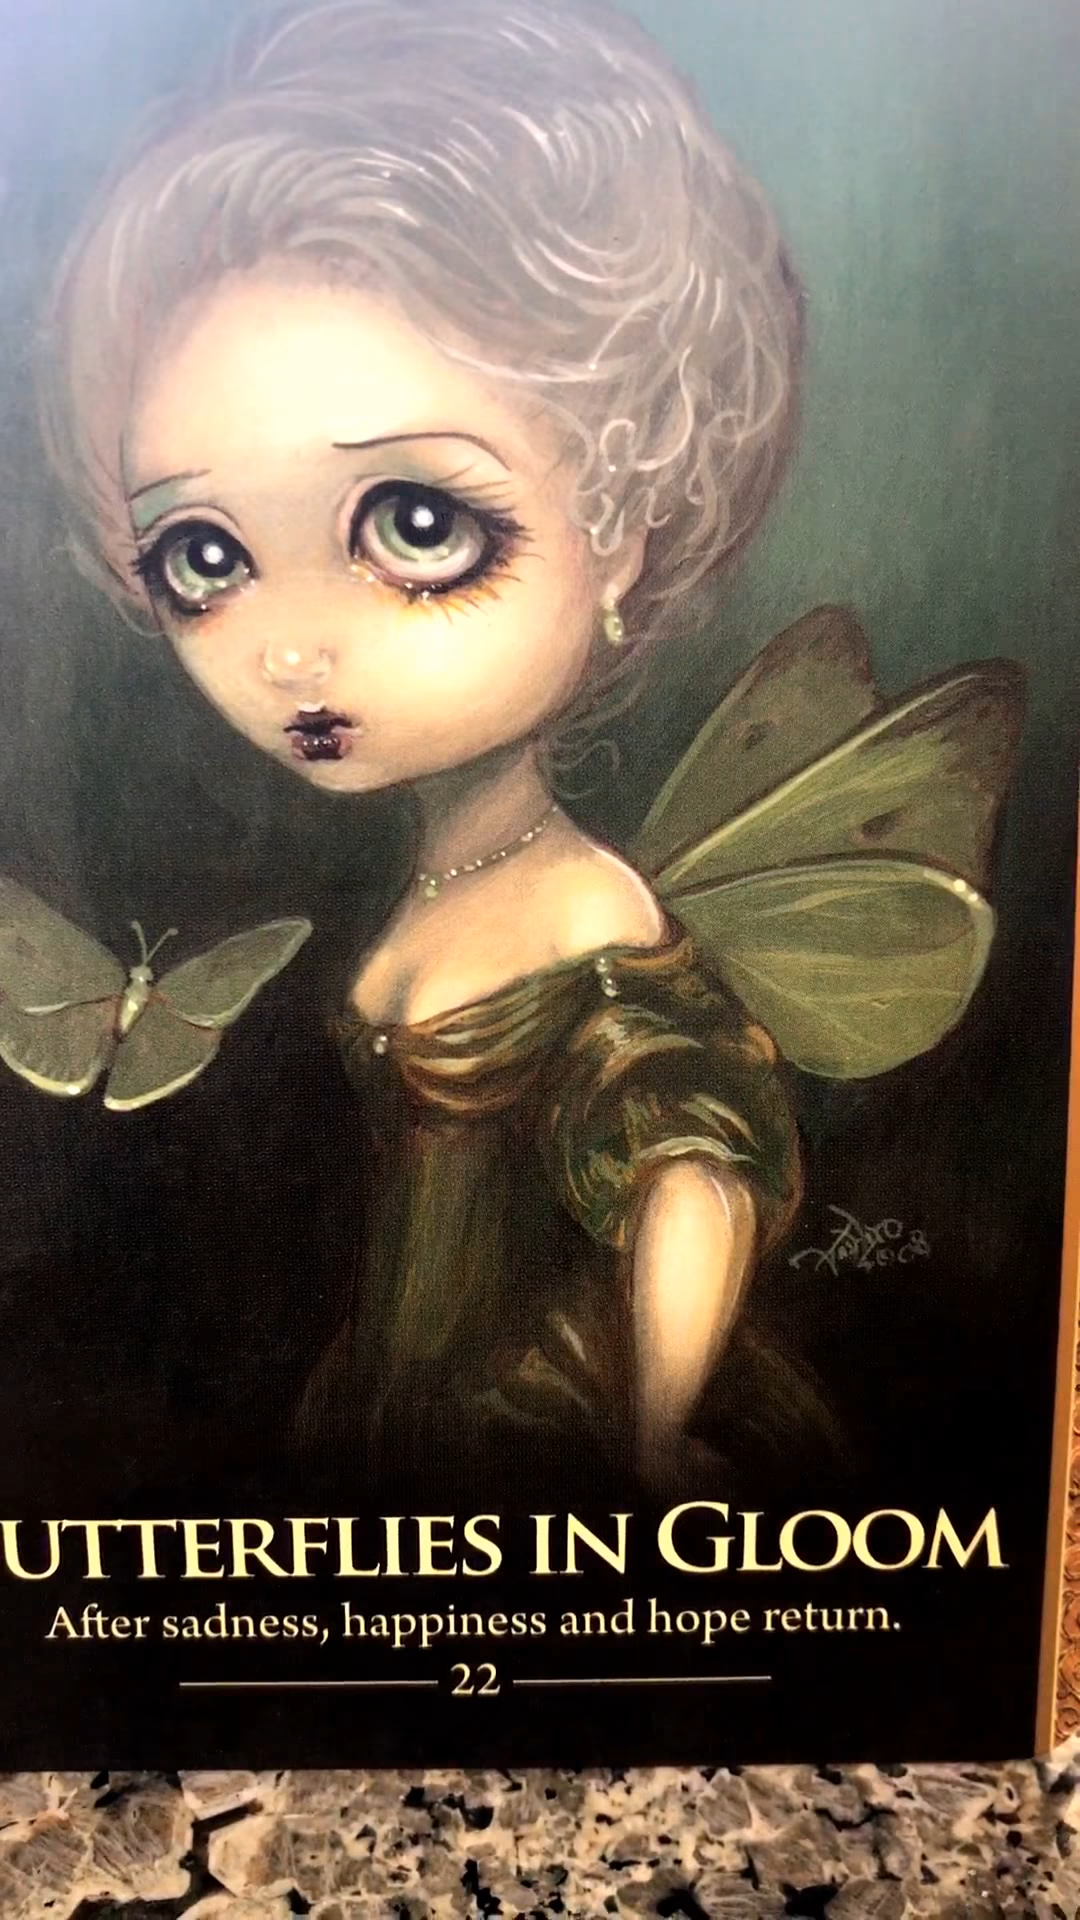 UTTERFLIES IN GLOOM
After sadness, happiness and hope return.
22